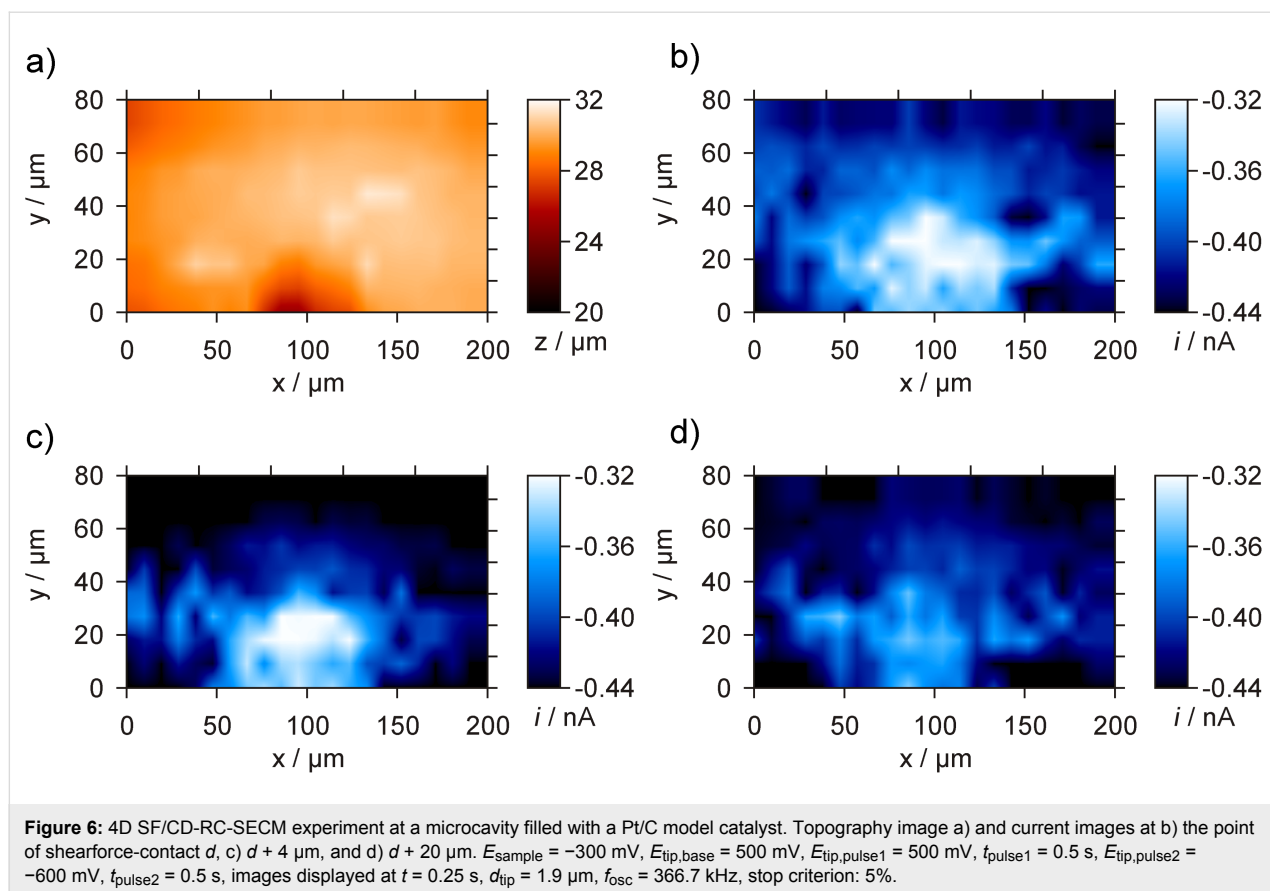 a)
80
60
40
20
0
y / µm
0 50 100 150 200
x / µm
32
28
24
20
z / µm
b)
80
60
40
20
0
y / µm
0 50 100 150 200
x / µm
-0.32
-0.36
-0.40
-0.44
i / nA
c)
80
60
40
20
0
y / µm
0 50 100 150 200
x / µm
-0.32
-0.36
-0.40
-0.44
i / nA
d)
80
60
40
20
0
y / µm
0 50 100 150 200
x / µm
-0.32
-0.36
-0.40
-0.44
i / nA
Figure 6: 4D SF/CD-RC-SECM experiment at a microcavity filled with a Pt/C model catalyst. Topography image a) and current images at b) the point
of shearforce-contact d, c) d + 4 µm, and d) d + 20 µm. Esample = −300 mV, Etip,base = 500 mV, Etip,pulse1 = 500 mV, tpulse1 = 0.5 s, Etip,pulse2 =
−600 mV, tpulse2 = 0.5 s, images displayed at t = 0.25 s, dtip = 1.9 µm, fosc = 366.7 kHz, stop criterion: 5%.